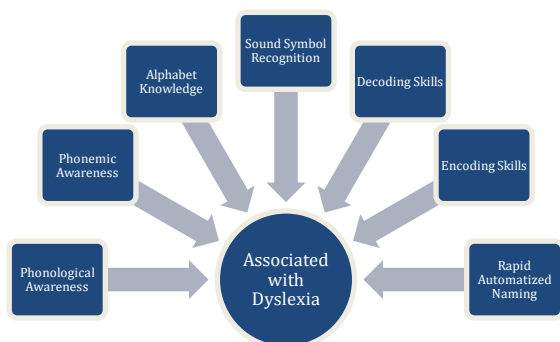 Sound Symbol
Recognition
Alphabet
Knowledge
Decoding Skills
Phonemic
Awareness
Encoding Skills
Phonological
Awareness
Associated
with
Dyslexia
Rapid
Automatized
Naming